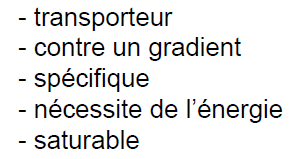 - transporteur
- contre un gradient
- spécifique
- nécessite de l’énergie
- saturable